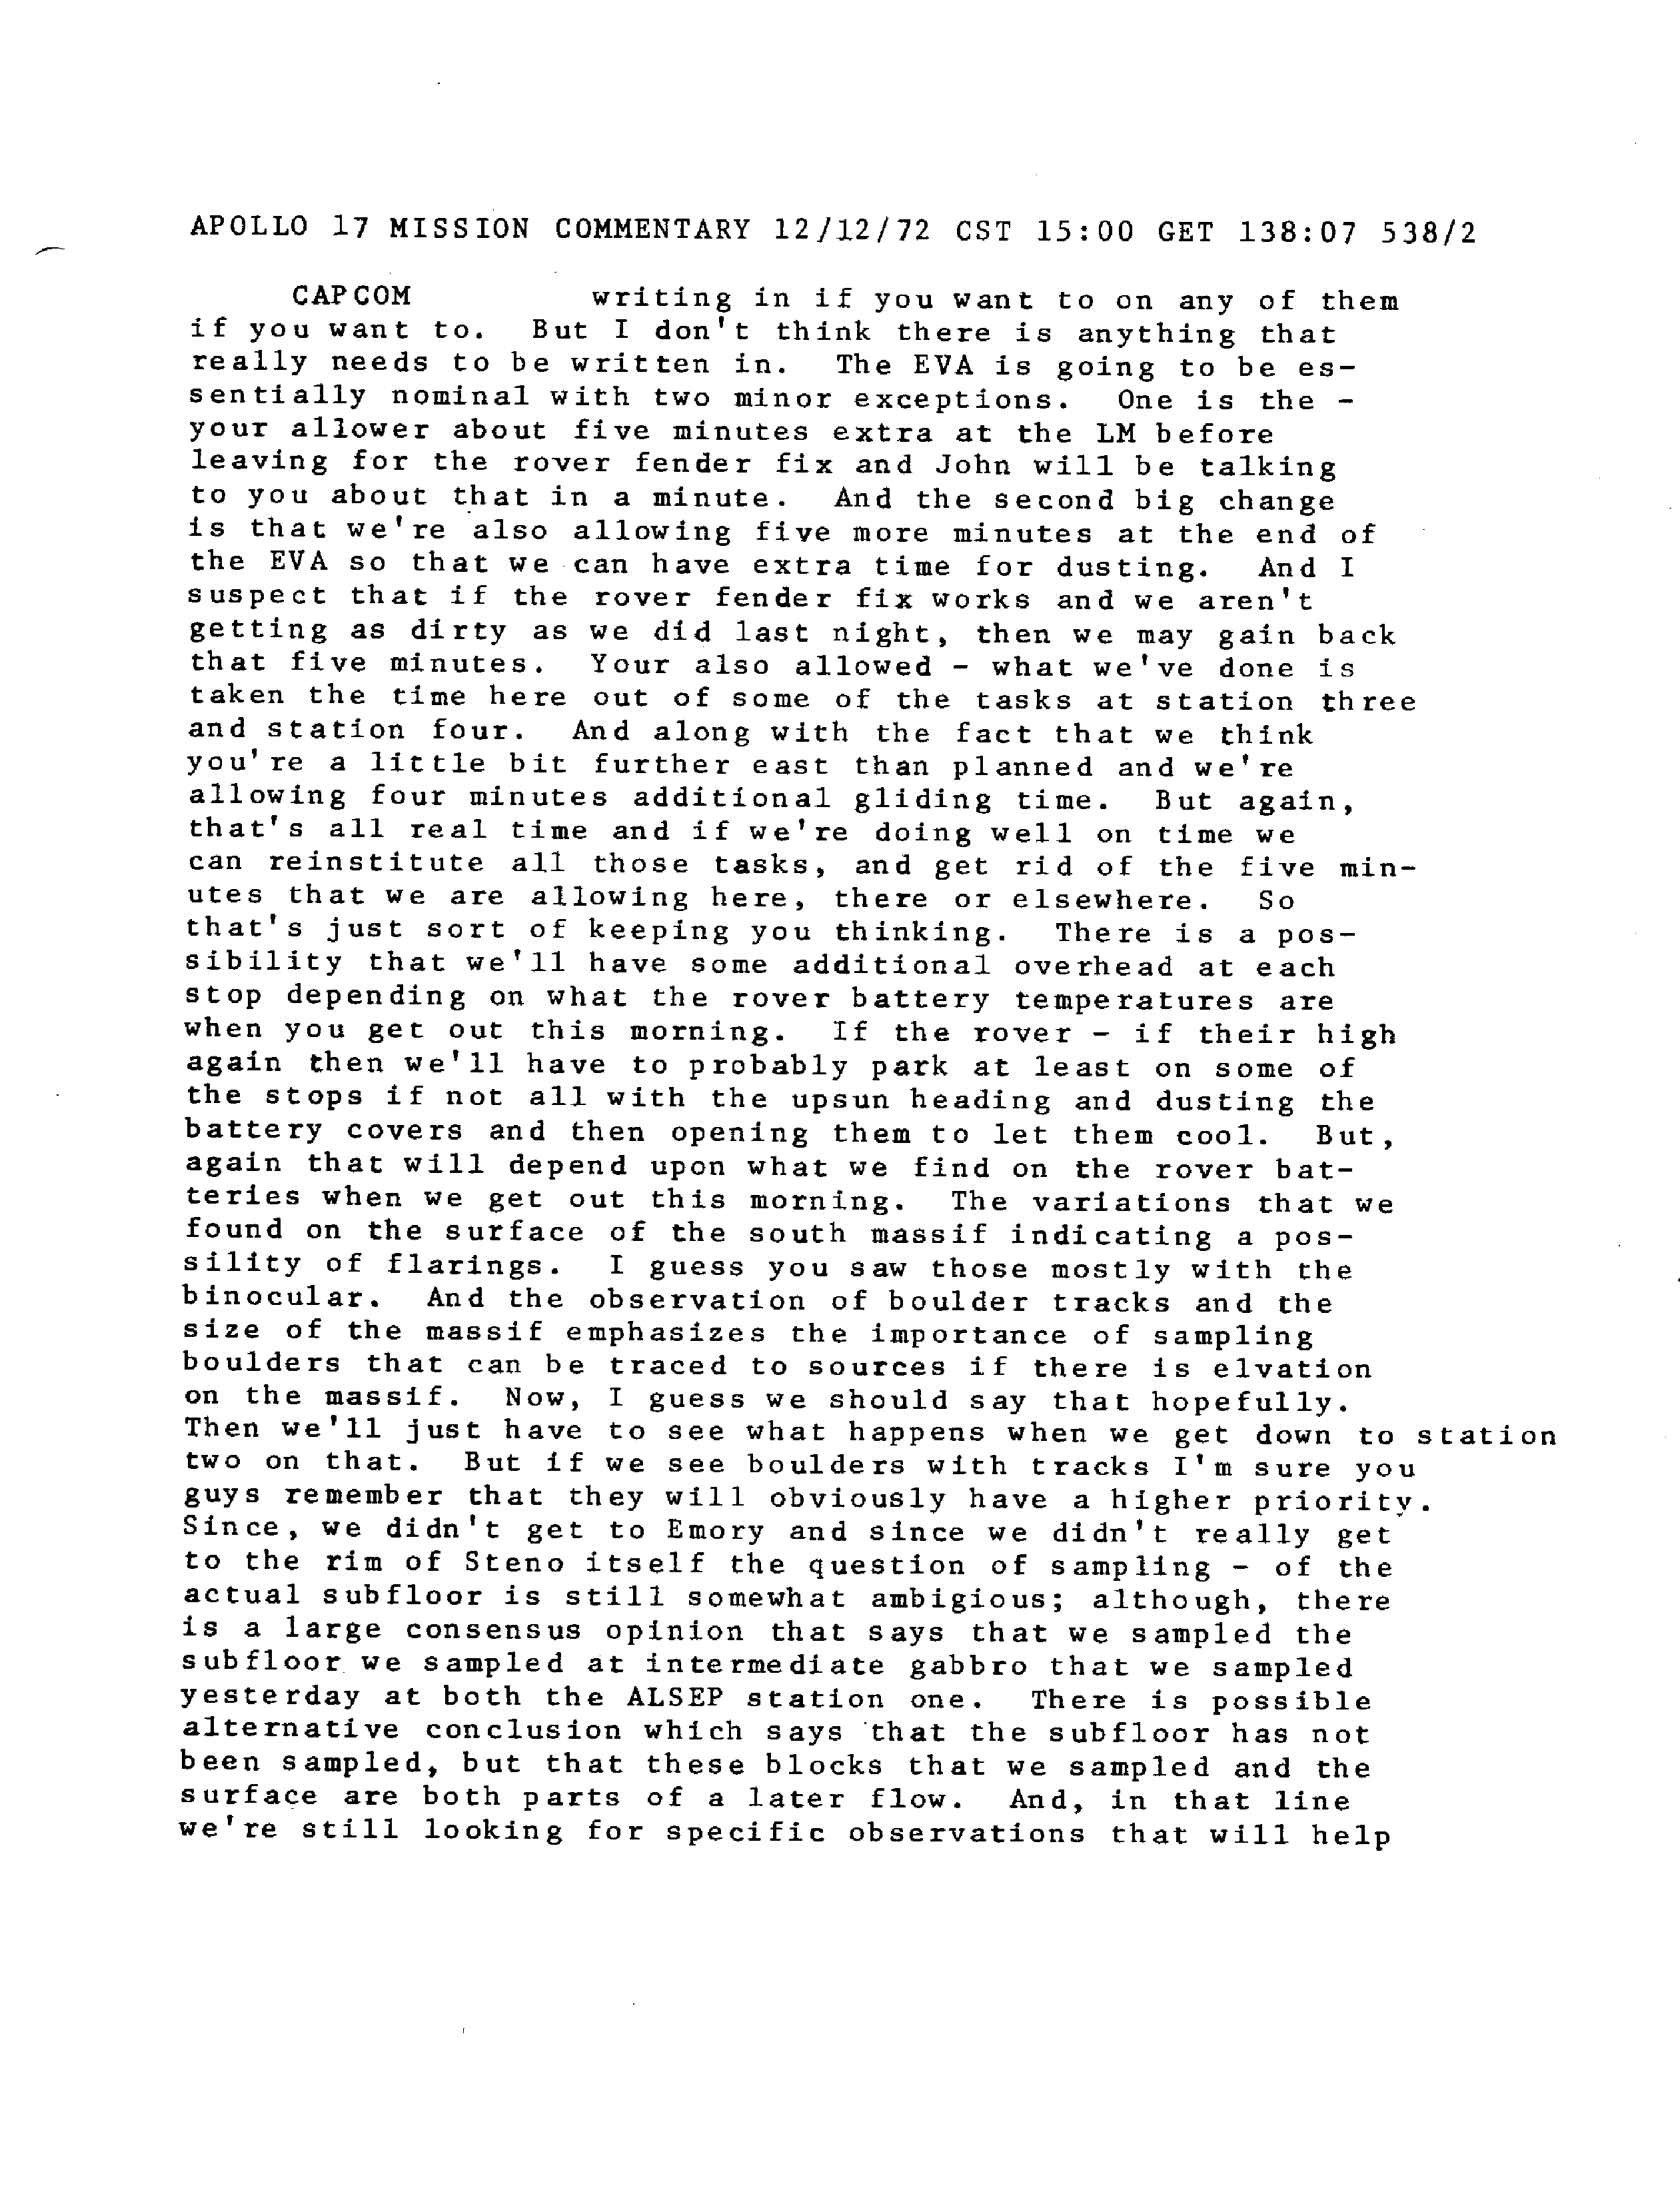 APOLLO 17 MISSION COMMENTARY 12/12/72 CST 15:00 GET 138:07 538/2
CAPCOM writing in if you want to on any of them
if you want to. But I don't think there is anything that
really needs to be written in. The EVA is going to be es-
sentially nominal with two minor exceptions. One is the -
your allower about five minutes extra at the LM before
leaving for the rover fender fix and John will be talking
to you about that in a minute. And the second big change
is that we're also allowing five more minutes at the end of
the EVA so that we can have extra time for dusting. And I
suspect that if the rover fender fix works and we aren't
getting as dirty as we did last night, then we may gain back
that five minutes. Your also allowed - what we've done is
taken the time here out of some of the tasks at station three
and station four. And along with the fact that we think
you're a little bit further east than planned and we're
allowing four minutes additional gliding time. But again,
that's all real time and if we're doing well on time we
can reinstitute all those tasks, and get rid of the five min-
utes that we are allowing here, there or elsewhere. So
that's just sort of keeping you thinking. There is a pos-
sibility that we'll have some additional overhead at each
stop depending on what the rover battery temperatures are
when you get out this morning. If the rover - if their high
again then we'll have to probably park at least on some of
the stops if not all with the upsun heading and dusting the
battery covers and then opening them to let them cool. But,
again that will depend upon what we find on the rover bat-
teries when we get out this morning. The variations that we
found on the surface of the south massif indicating a pos-
sility of flarings. I guess you saw those mostly with the
binocular. And the observation of boulder tracks and the
size of the massif emphasizes the importance of sampling
boulders that can be traced to sources if there is elvation
on the massif. Now, I guess we should say that hopefully.
Then we'll just have to see what happens when we get down to station
two on that. But if we see boulders with tracks I'm sure you
guys remember that they will obviously have a higher priority.
Since, we didn't get to Emory and since we didn't really get
to the rim of Steno itself the question of sampling - of the
actual subfloor is still somewhat ambigious; although, there
is a large consensus opinion that says that we sampled the
subfloor we sampled at intermediate gabbro that we sampled
yesterday at both the ALSEP station one. There is possible
alternative conclusion which says that the subfloor has not
been sampled, but that these blocks that we sampled and the
surface are both parts of a later flow. And, in that line
we're still looking for specific observations that will help